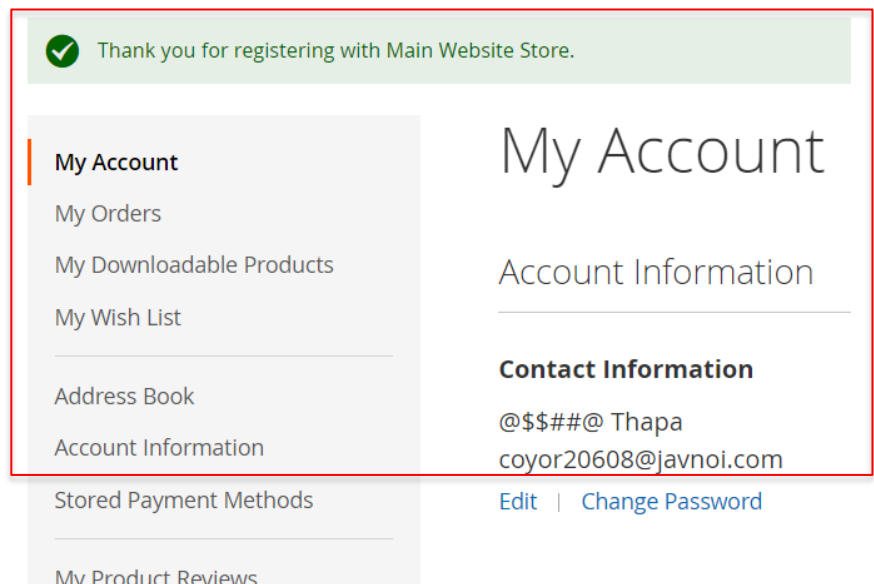 Thank you for registering with Main Website Store.
My Account
My Orders
My Downloadable Products
My Wish List
Address Book
Account Information
Stored Payment Methods
My Product Reviews
My Account
Account Information
Contact Information
@$$##@ Thapa
coyor20608@javnoi.com
Edit | Change Password